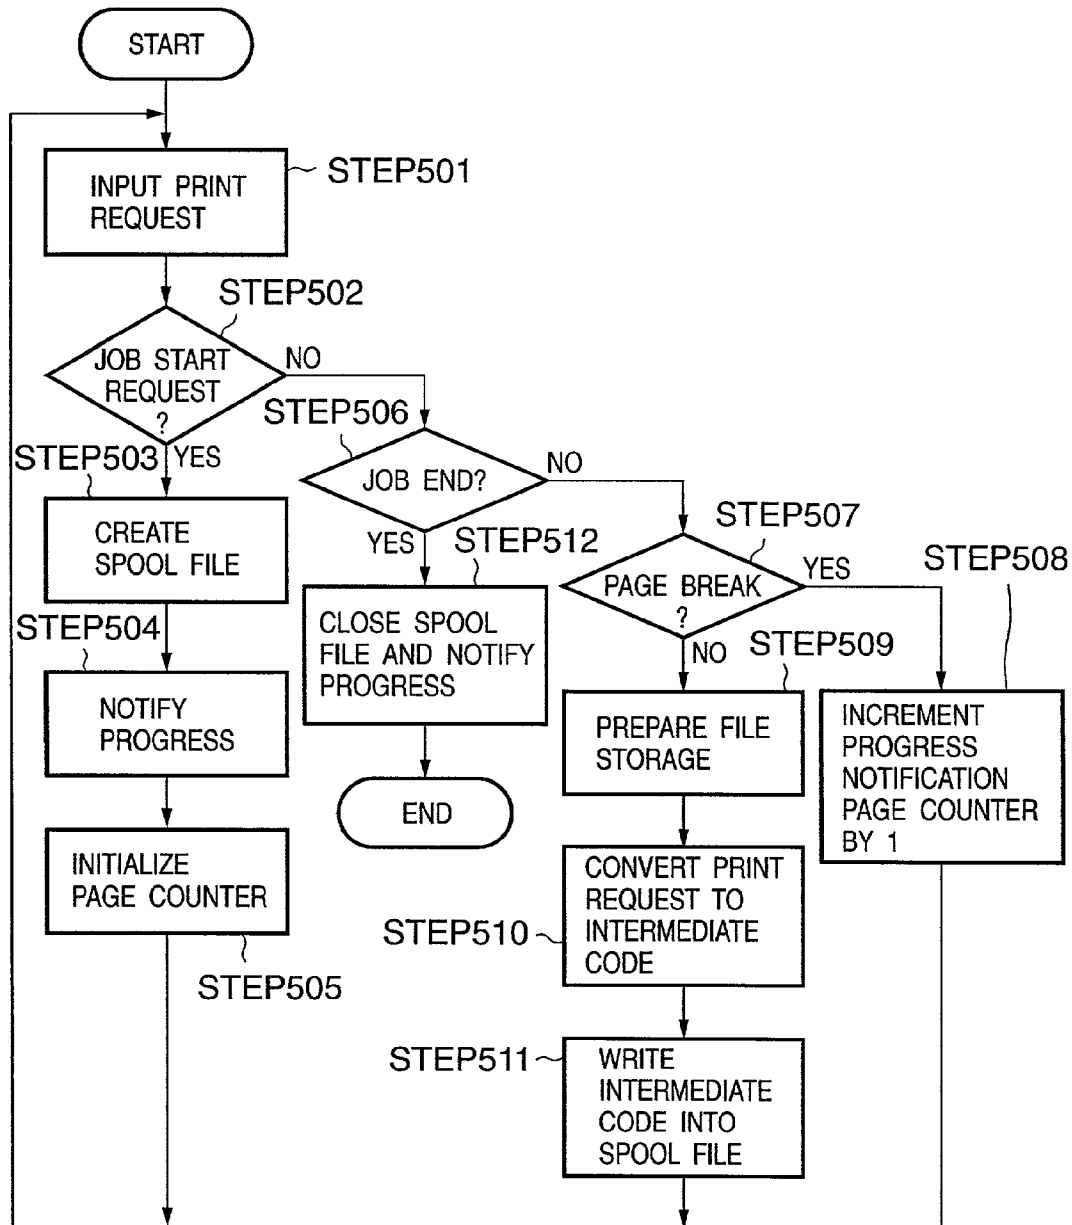 START
STEP501
INPUT PRINT
REQUEST
STEP502
JOB START
REQUEST
?
NO
YES
STEP503
CREATE
SPOOL FILE
STEP504
NOTIFY
PROGRESS
INITIALIZE
PAGE COUNTER
STEP505
STEP506
JOB END?
NO
YES
STEP512
CLOSE SPOOL
FILE AND NOTIFY
PROGRESS
END
STEP507
PAGE BREAK
?
YES
NO
STEP508
INCREMENT
PROGRESS
NOTIFICATION
PAGE COUNTER
BY 1
STEP509
PREPARE FILE
STORAGE
STEP510
CONVERT PRINT
REQUEST TO
INTERMEDIATE
CODE
STEP511
WRITE
INTERMEDIATE
CODE INTO
SPOOL FILE